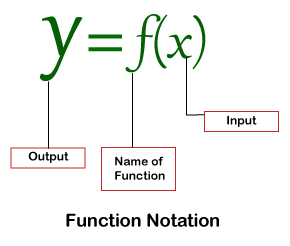 y = f(x)
Input
Output
Name of
Function
Function Notation